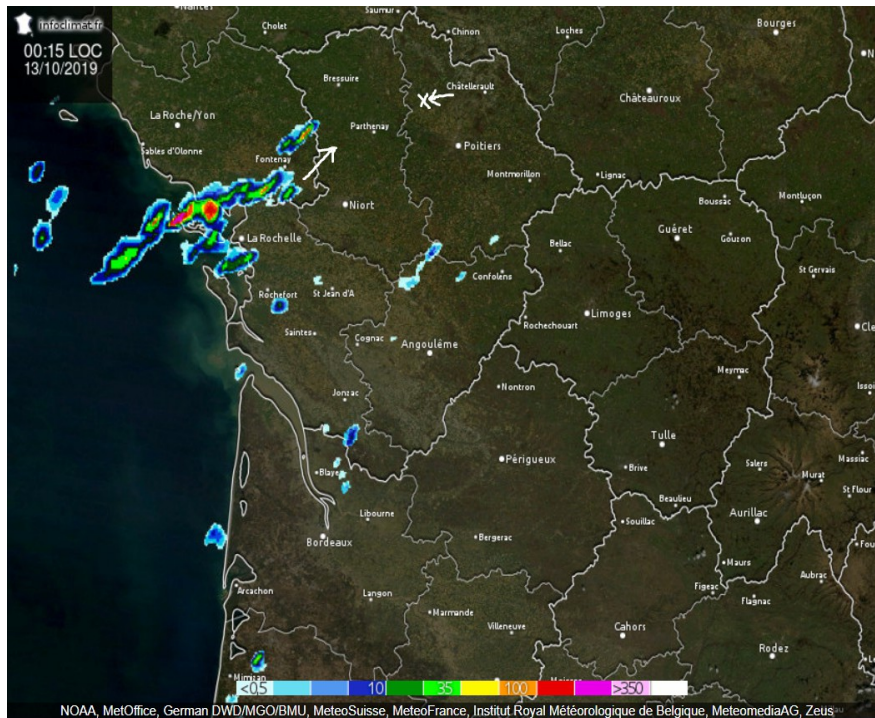 Nantes
Saumur
infoclimat.fr
Cholet
Chinon
Loches
Bourges
00:15 LOC
13/10/2019
Bressuire
Châtellerault
Châteauroux
La Roche/Yon
Parthenay
Sables d'Olonne
Poitiers
Fontenay
Montmorillon
Lignac
Niort
Boussac
Montluçon
La Rochelle
Bellac
Guéret
Gouzon
Confolens
St Gervais
Rochefort
St Jean d'A
Saintes
Rochechouart
Limoges
Cognac
Angoulême
Meymac
Jonzac
Nontron
Tulle
Blaye
Périgueux
Brive
Salers
Massiac
Murat
Beaulieu
St Flour
Libourne
Souillac
Aurillac
Bordeaux
Bergerac
Maurs
Arcachon
Langon
Figeac
Aubrac
Flagnac
Marmande
Villeneuve
Cahors
Rodez
Mimizan
<0,5 10 35 100 >350
NOAA, MetOffice, German DWD/MGO/BMU, MeteoSuisse, MeteoFrance, Institut Royal Météorologique de Belgique, MeteomediaAG, Zeus